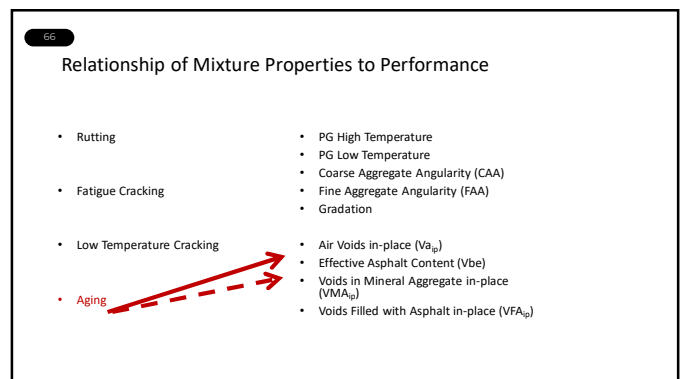 66
Relationship of Mixture Properties to Performance
• Rutting
• Fatigue Cracking
• Low Temperature Cracking
• Aging
• PG High Temperature
• PG Low Temperature
• Coarse Aggregate Angularity (CAA)
• Fine Aggregate Angularity (FAA)
• Gradation
• Air Voids in-place (Vaip)
• Effective Asphalt Content (Vbe)
• Voids in Mineral Aggregate in-place
(VMAip)
• Voids Filled with Asphalt in-place (VFAip)